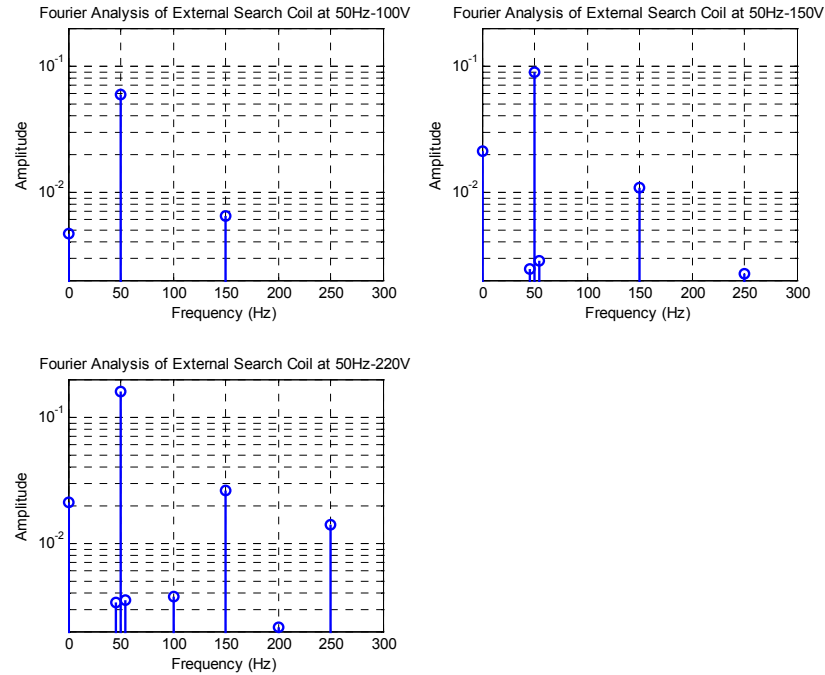 Fourier Analysis of External Search Coil at 50Hz-100V
10^-1
10^-2
Amplitude
0 50 100 150 200 250 300
Frequency (Hz)
Fourier Analysis of External Search Coil at 50Hz-150V
10^-1
10^-2
Amplitude
0 50 100 150 200 250 300
Frequency (Hz)
Fourier Analysis of External Search Coil at 50Hz-220V
10^-1
10^-2
Amplitude
0 50 100 150 200 250 300
Frequency (Hz)